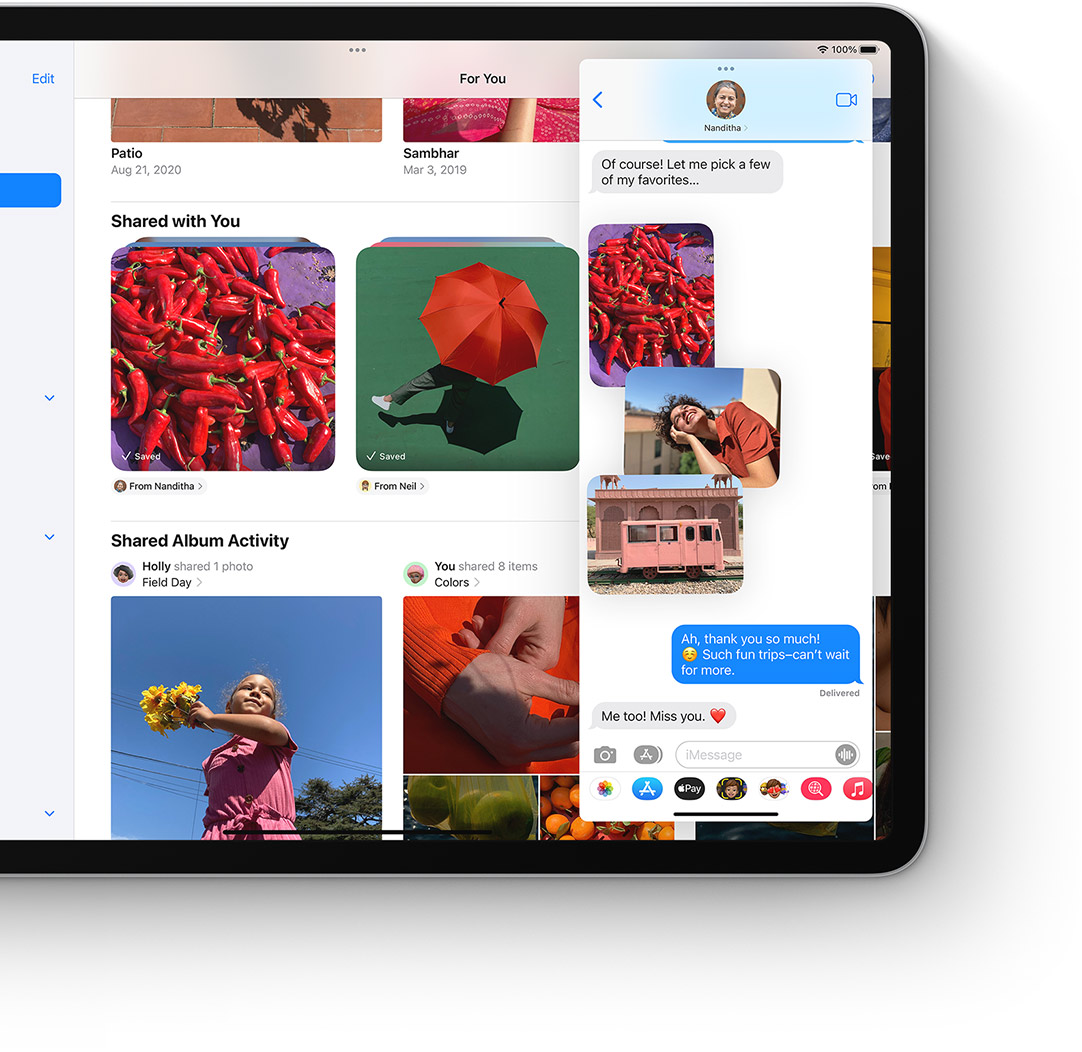 100%
Edit
For You
Patio
Aug 21, 2020
Sambhar
Mar 3, 2019
Shared with You
Saved
From Nanditha
Saved
From Neil
Shared Album Activity
Holly shared 1 photo
Field Day
You shared 8 items
Colors
Nanditha
Of course! Let me pick a few
of my favorites...
Ah, thank you so much!
☺️ Such fun trips–can't wait
for more.
Delivered
Me too! Miss you. ❤️
iMessage
Pay